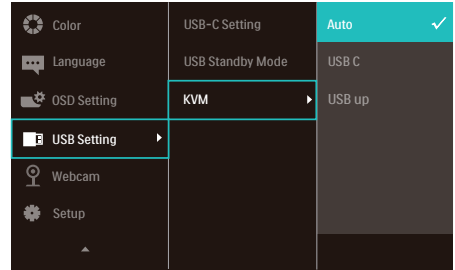 Color
Language
OSD Setting
USB Setting
Webcam
Setup
USB-C Setting
USB Standby Mode
KVM
Auto
USB C
USB up